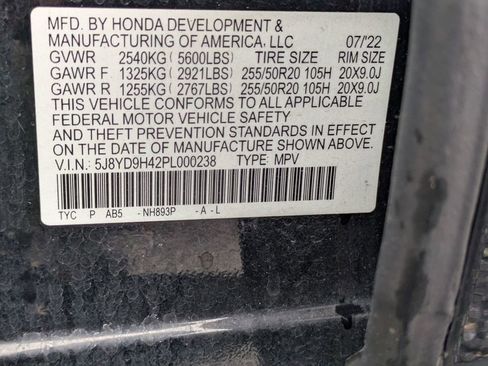 MFD. BY HONDA DEVELOPMENT &
MANUFACTURING OF AMERICA, LLC 07/'22
GVWR 2540KG ( 5600LBS) TIRE SIZE RIM SIZE
GAWR F 1325KG ( 2921LBS) 255/50R20 105H 20X9.0J
GAWR R 1255KG ( 2767LBS) 255/50R20 105H 20X9.0J
THIS VEHICLE CONFORMS TO ALL APPLICABLE
FEDERAL MOTOR VEHICLE SAFETY
AND THEFT PREVENTION STANDARDS IN EFFECT
ON THE DATE OF MANUFACTURE SHOWN ABOVE.
V.I.N.: 5J8YD9H42PL000238 TYPE: MPV
TYC P AB5 - NH893P - A - L